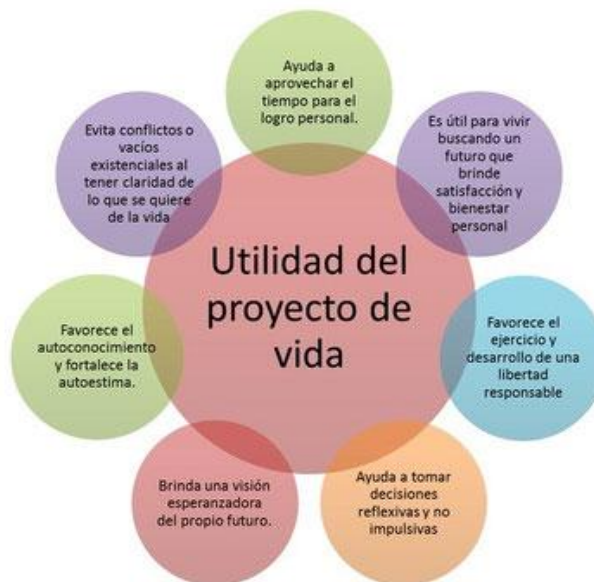 Utilidad del
proyecto de
vida
Ayuda a
aprovechar el
tiempo para el
logro personal.
Es útil para vivir
buscando un
futuro que
brinde
satisfacción y
bienestar
personal
Favorece el
ejercicio y
desarrollo de una
libertad
responsable
Ayuda a tomar
decisiones
reflexivas y no
impulsivas
Brinda una visión
esperanzadora
del propio futuro.
Favorece el
autoconocimiento
y fortalece la
autoestima.
Evita conflictos o
vacíos
existenciales al
tener claridad de
lo que se quiere
de la vida